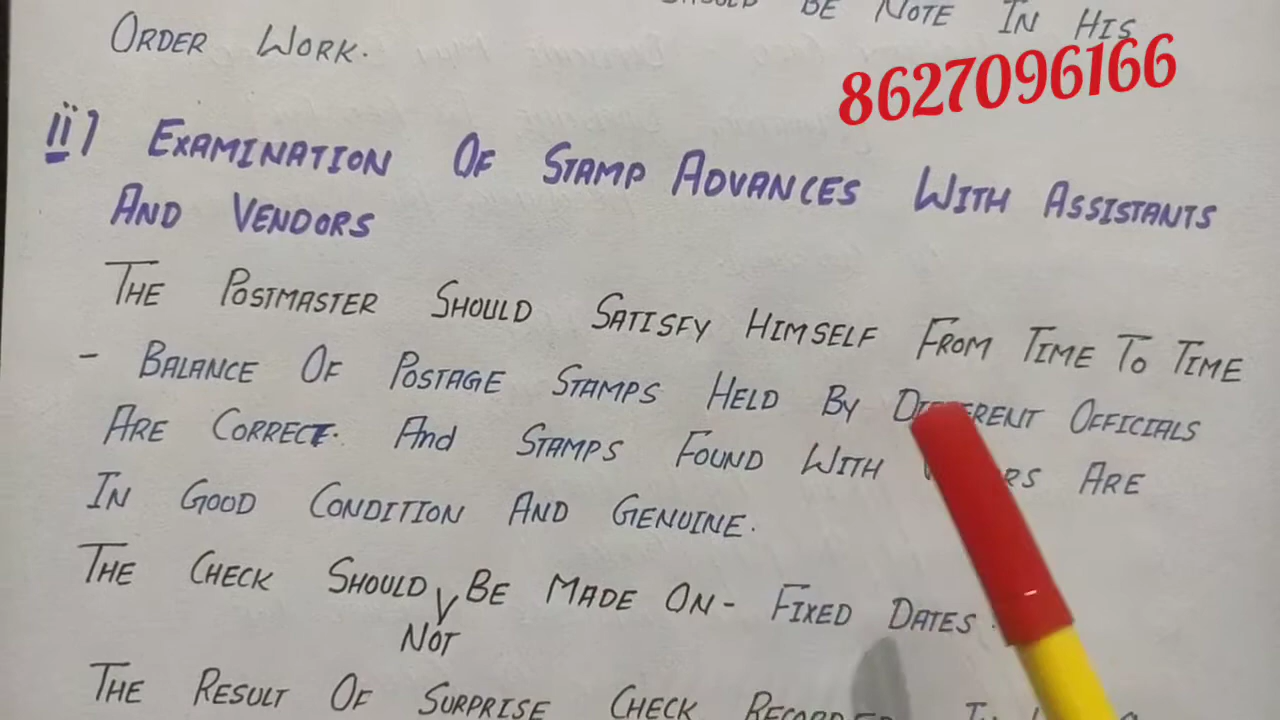 BE NOTE IN HIS
ORDER WORK.
8627096166
ii) EXAMINATION OF STAMP ADVANCES WITH ASSISTANTS
AND VENDORS
THE POSTMASTER SHOULD SATISFY HIMSELF FROM TIME TO TIME
- BALANCE OF POSTAGE STAMPS HELD BY DIFFERENT OFFICIALS
ARE CORRECT. And STAMPS FOUND WITH ARE
IN GOOD CONDITION AND GENUINE.
THE CHECK SHOULD BE MADE ON- FIXED DATES.
NOT
THE RESULT OF SURPRISE CHECK